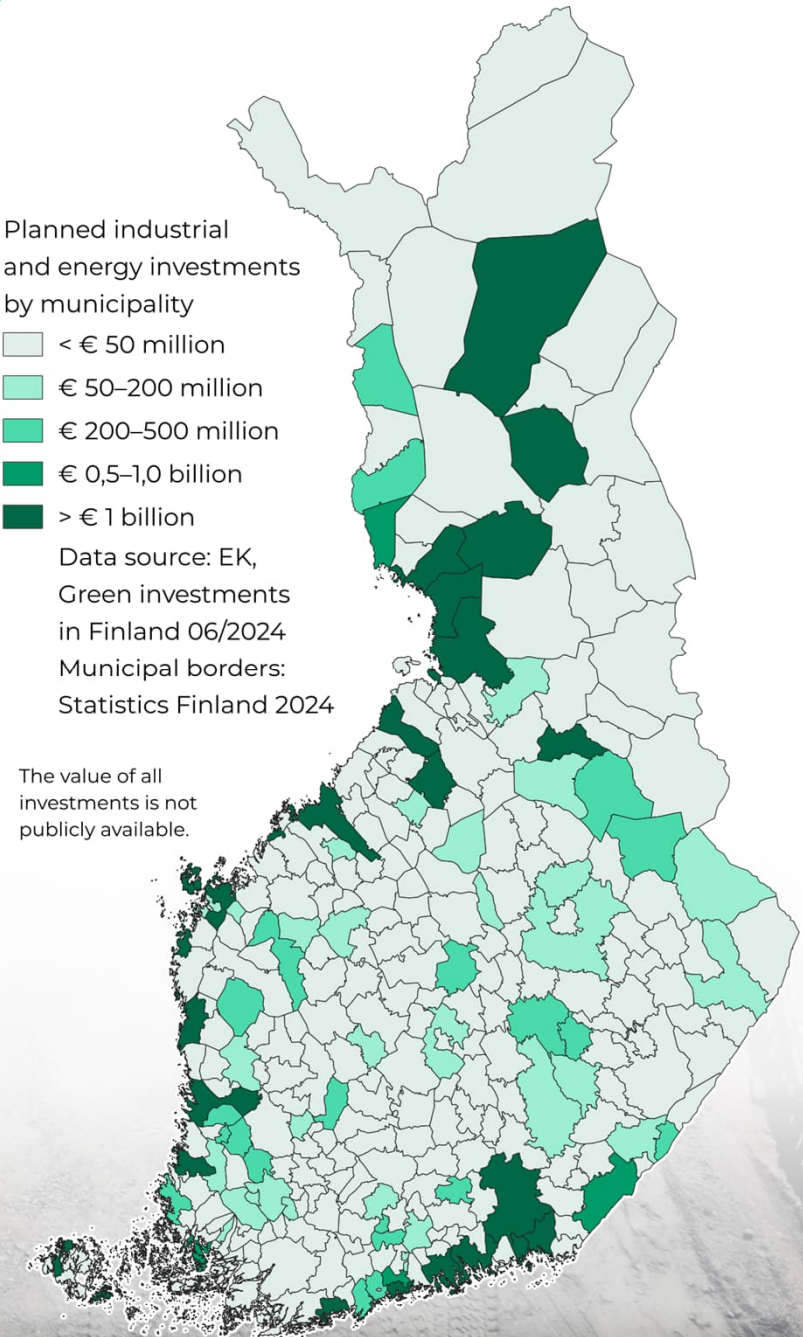 Planned industrial
and energy investments
by municipality
< € 50 million
€ 50–200 million
€ 200–500 million
€ 0,5–1,0 billion
> € 1 billion
Data source: EK,
Green investments
in Finland 06/2024
Municipal borders:
Statistics Finland 2024
The value of all
investments is not
publicly available.